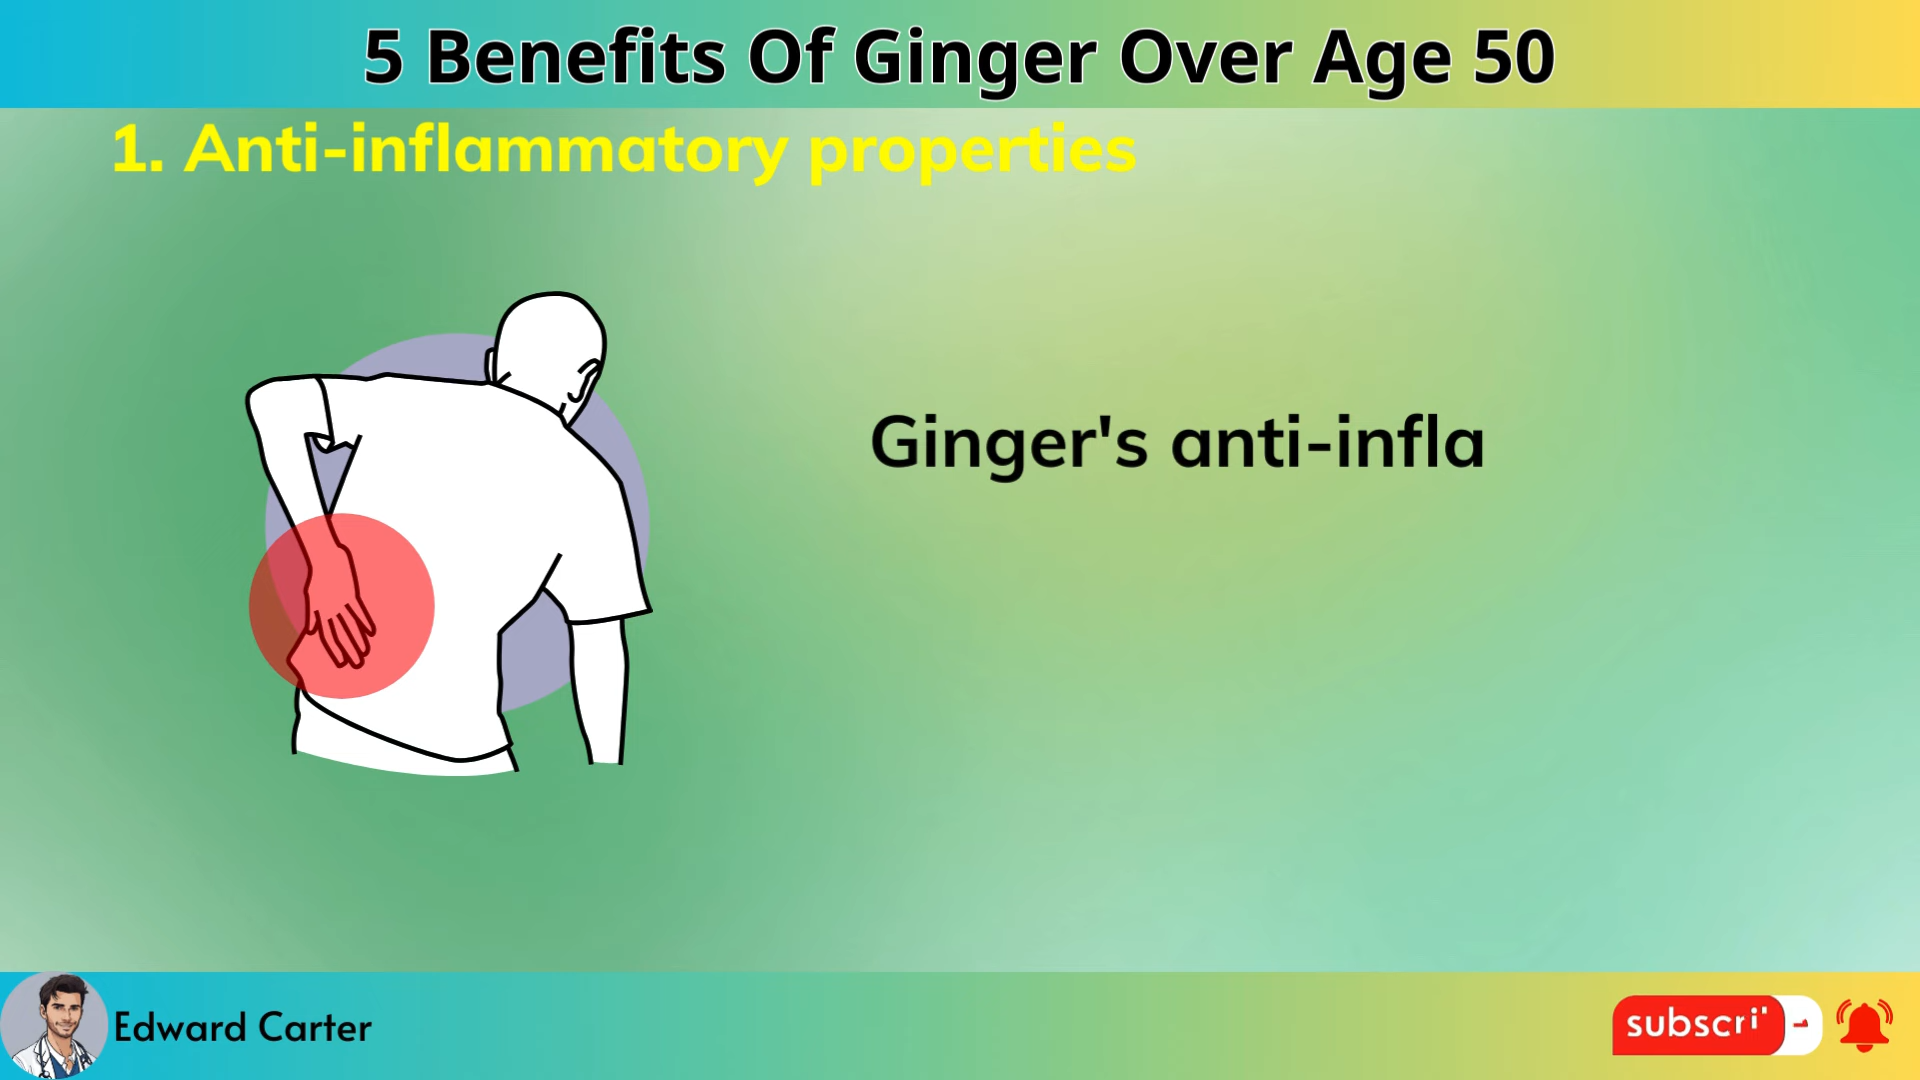 5 Benefits Of Ginger Over Age 50
1. Anti-inflammatory properties
Ginger's anti-infla
Edward Carter
subscri